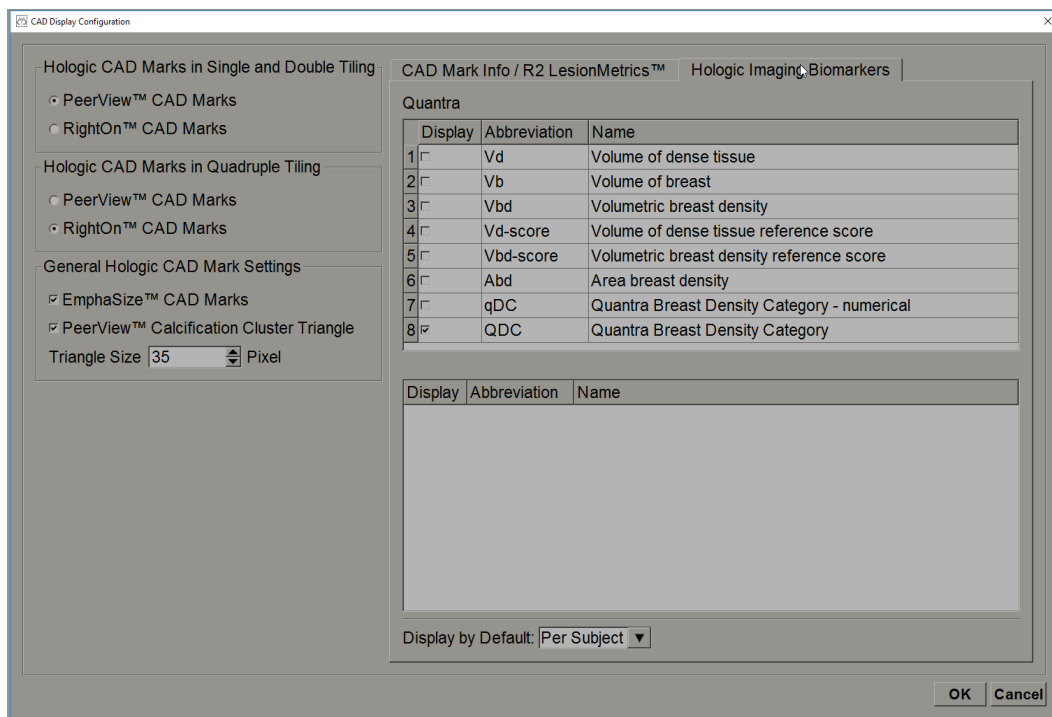 CAD Display Configuration
Hologic CAD Marks in Single and Double Tiling
PeerView™ CAD Marks
RightOn™ CAD Marks
Hologic CAD Marks in Quadruple Tiling
PeerView™ CAD Marks
RightOn™ CAD Marks
General Hologic CAD Mark Settings
EmphaSize™ CAD Marks
PeerView™ Calcification Cluster Triangle
Triangle Size 35 Pixel
CAD Mark Info / R2 LesionMetrics™ Hologic Imaging Biomarkers
Quantra
Display Abbreviation Name
1 Vd Volume of dense tissue
2 Vb Volume of breast
3 Vbd Volumetric breast density
4 Vd-score Volume of dense tissue reference score
5 Vbd-score Volumetric breast density reference score
6 Abd Area breast density
7 qDC Quantra Breast Density Category - numerical
8 QDC Quantra Breast Density Category
Display Abbreviation Name
Display by Default: Per Subject
OK Cancel